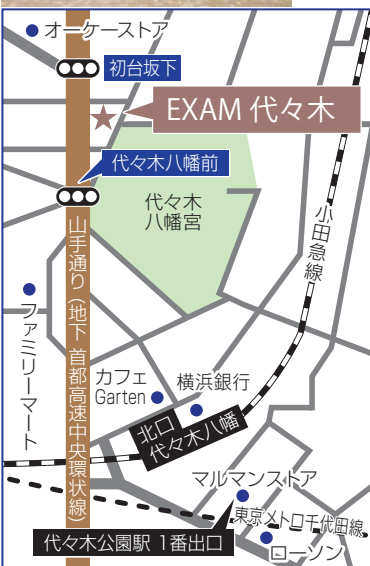 オーケーストア
初台坂下
EXAM 代々木
代々木八幡前
代々木
八幡宮
小田急線
山手通り（地下 首都高速中央環状線）
ファミリーマート
カフェ
Garten
横浜銀行
北口
代々木八幡
マルマンストア
東京メトロ千代田線
代々木公園駅 1番出口
ローソン